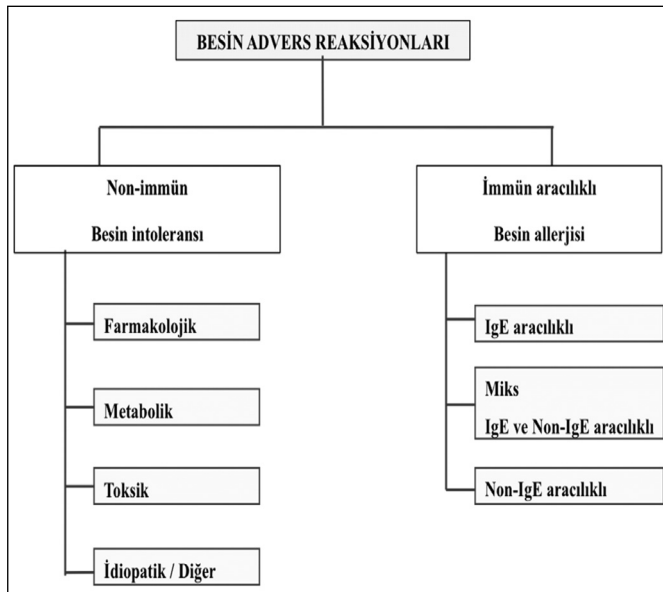 BESİN ADVERS REAKSİYONLARI
Non-immün
Besin intoleransı
Farmakolojik
Metabolik
Toksik
İdiopatik / Diğer
İmmün aracılıklı
Besin allerjisi
IgE aracılıklı
Miks
IgE ve Non-IgE aracılıklı
Non-IgE aracılıklı